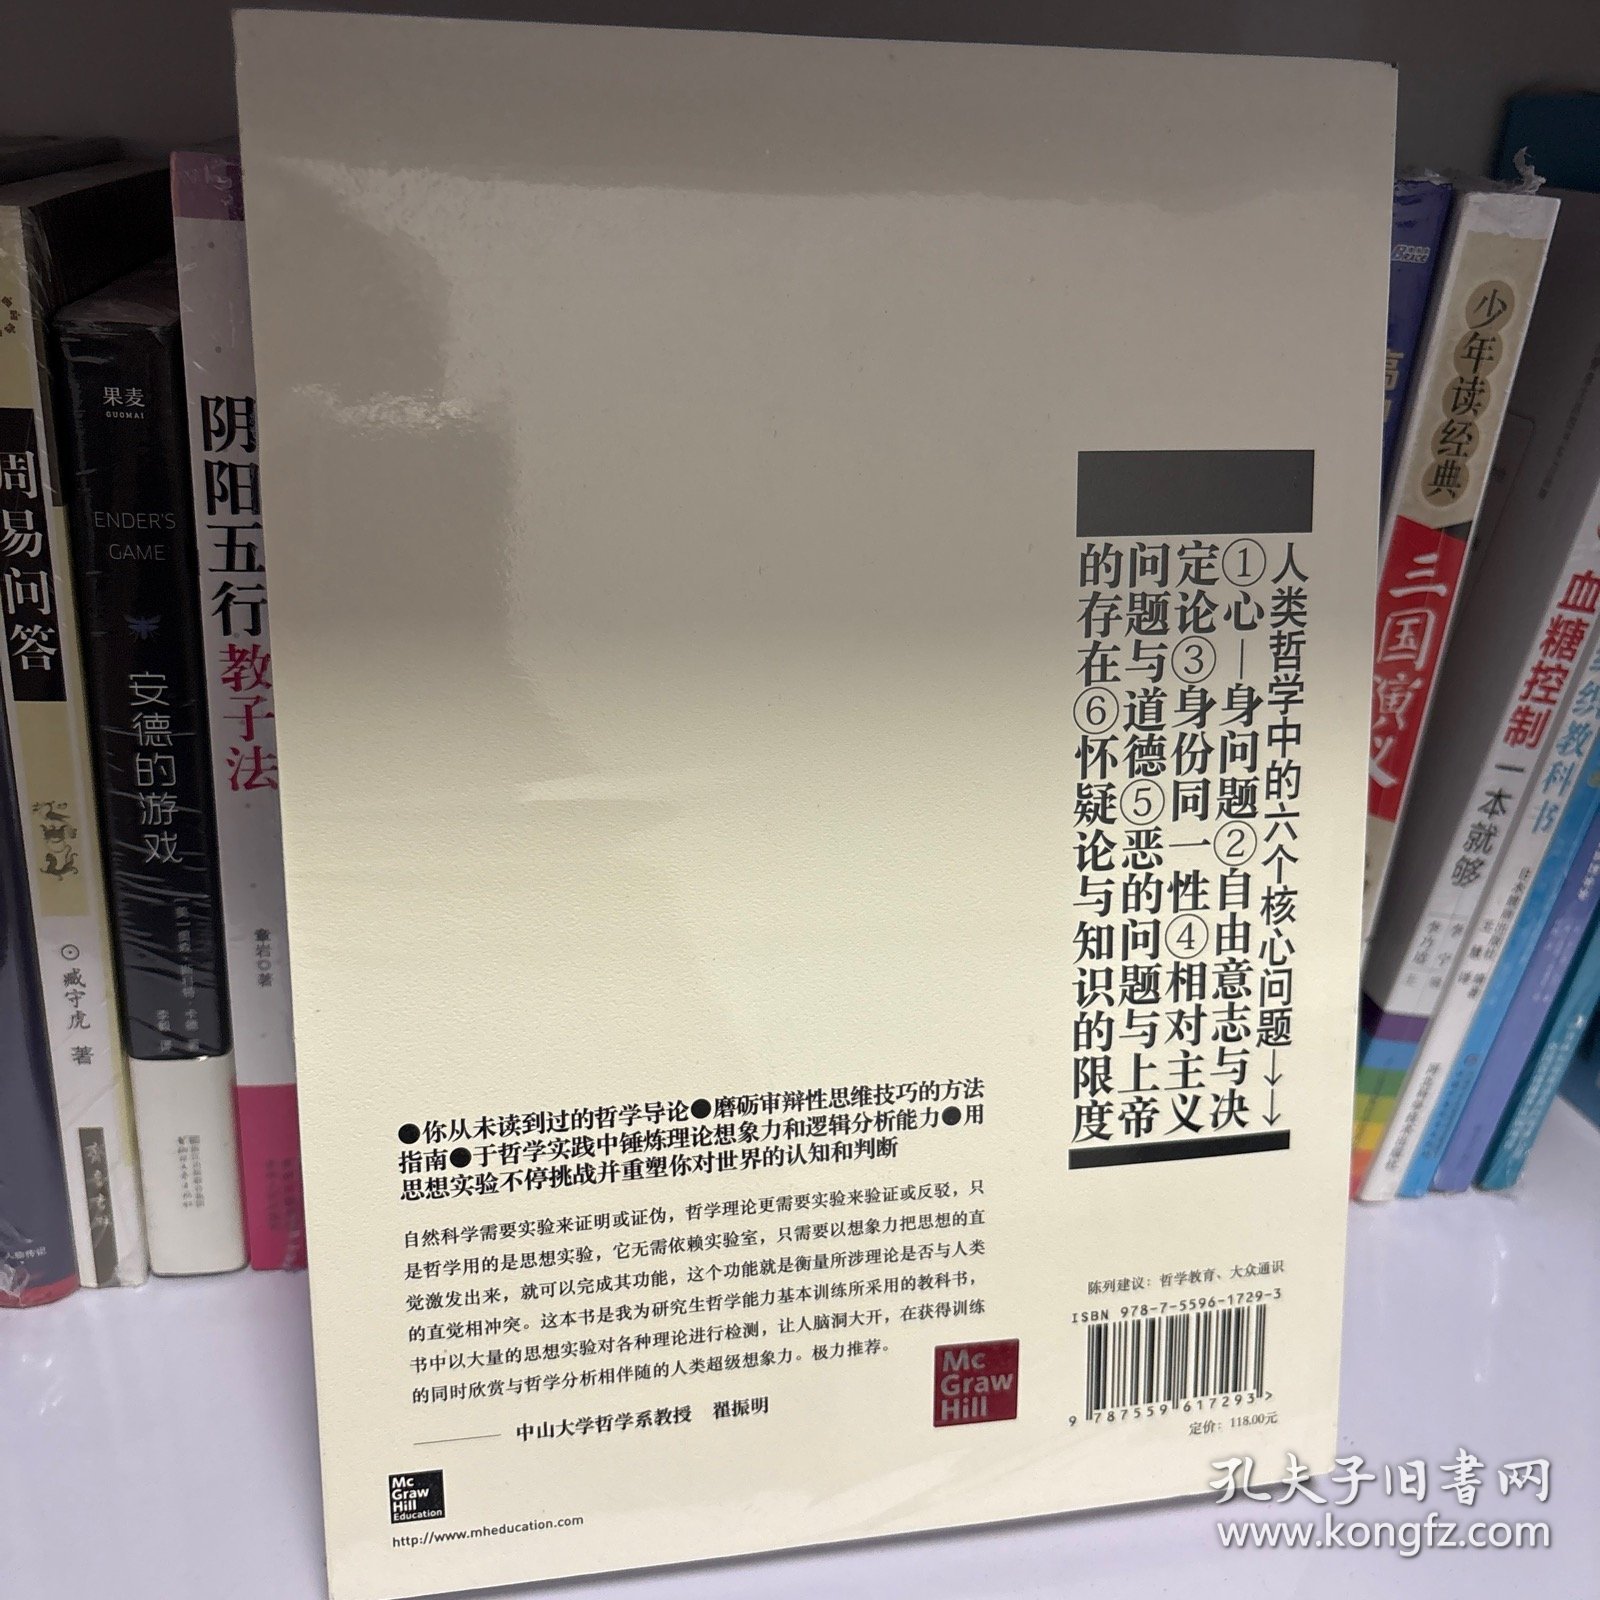 人类哲学中的六个核心问题→→
①心—身问题②自由意志与决
定论③身份同一性④相对主义
问题与道德⑤恶的问题与上帝
的存在⑥怀疑论与知识的限度
●你从未读到过的哲学导论●磨砺审辩性思维技巧的方法
指南●于哲学实践中锤炼理论想象力和逻辑分析能力●用
思想实验不停挑战并重塑你对世界的认知和判断
自然科学需要实验来证明或证伪，哲学理论更需要实验来验证或反驳，只
是哲学用的是思想实验，它无需依赖实验室，只需要以想象力把思想的直
觉激发出来，就可以完成其功能，这个功能就是衡量所涉理论是否与人类
的直觉相冲突。这本书是我为研究生哲学能力基本训练所采用的教科书，
书中以大量的思想实验对各种理论进行检测，让人脑洞大开，在获得训练
的同时欣赏与哲学分析相伴随的人类超级想象力。极力推荐。
中山大学哲学系教授 翟振明
Mc
Graw
Hill
Education
http://www.mheducation.com
Mc
Graw
Hill
陈列建议：哲学教育、大众通识
ISBN 978-7-5596-1729-3
9 787559 617293 >
定价：118.00元
周易问答
臧守虎 著
人物传记
果麦
GUOMAI
ENDER'S
GAME
安德的游戏
阴阳五行教子法
章岩◎著
少年读经典
三国演义
血糖控制一本就够
孔夫子旧书网
www.kongfz.com